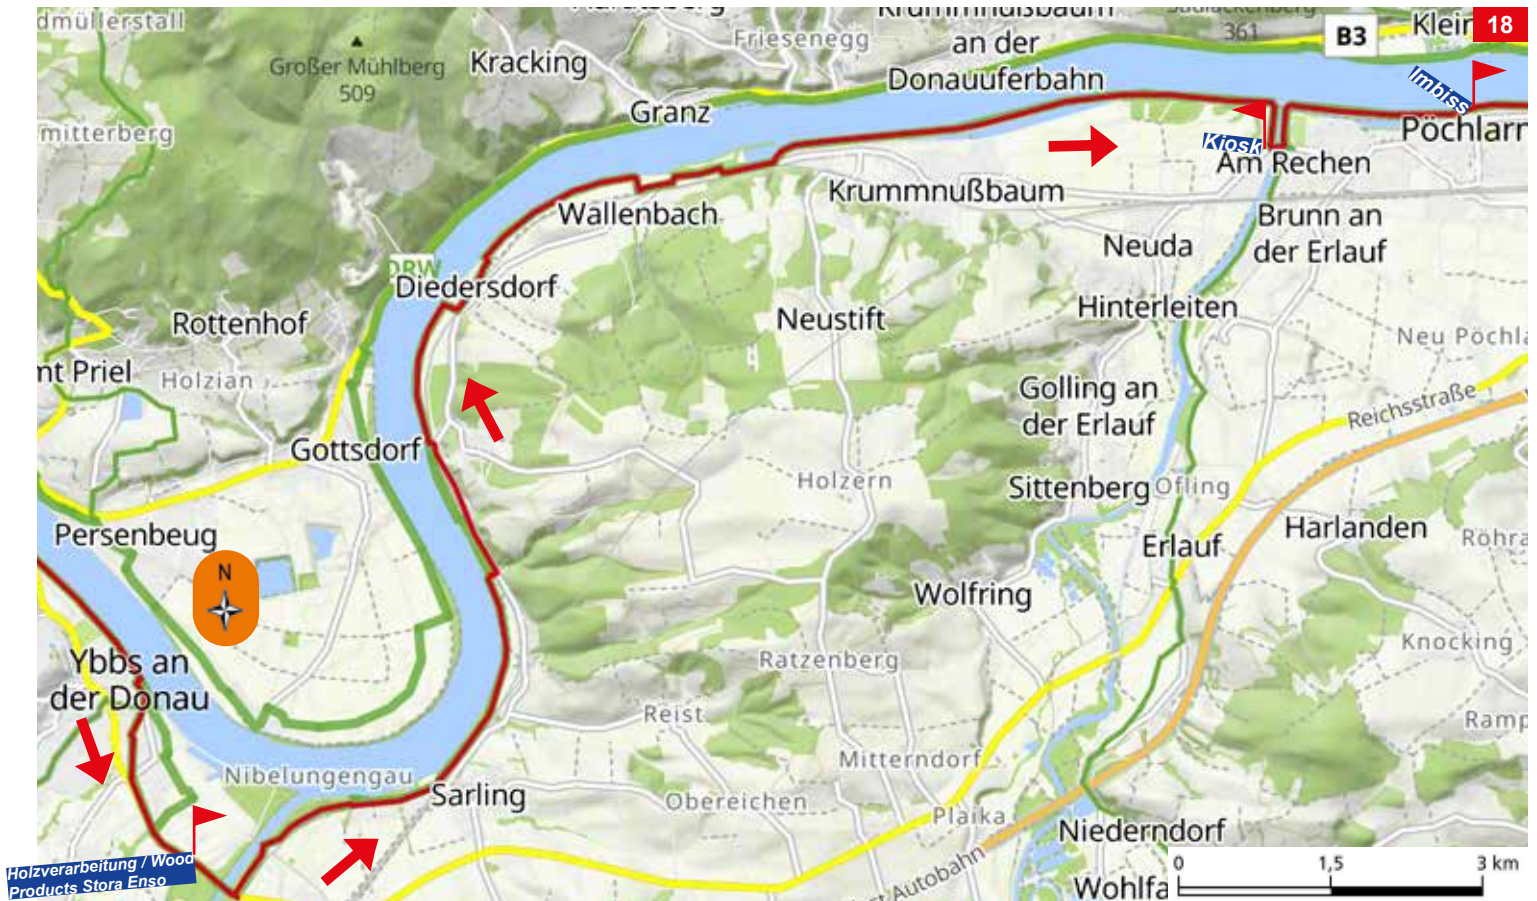 Krummnußbaum
an der
Donauuferbahn
361
B3
Klein
18
Friesenegg
Kracking
Großer Mühlberg
509
dmüllerstall
mitterberg
Granz
Imbiss
Pöchlarn
Kiosk
Am Rechen
Krummnußbaum
Wallenbach
Brunn an
der Erlauf
Neuda
DRW
Diedersdorf
Hinterleiten
Rottenhof
Neustift
Neu Pöchla
nt Priel
Holzian
Golling an
der Erlauf
Reichsstraße
Gottsdorf
Holzern
Sittenberg
Ofling
Persenbeug
Erlauf
Harlanden
Röhra
N
Wolfring
Knocking
Ybbs an
der Donau
Ratzenberg
Reist
Ramp
Mitterndorf
Nibelungengau
Sarling
Obereichen
Plaika
Niederndorf
Holzverarbeitung / Wood
Products Stora Enso
st Autobahn
Wohlfa
0 1,5 3 km